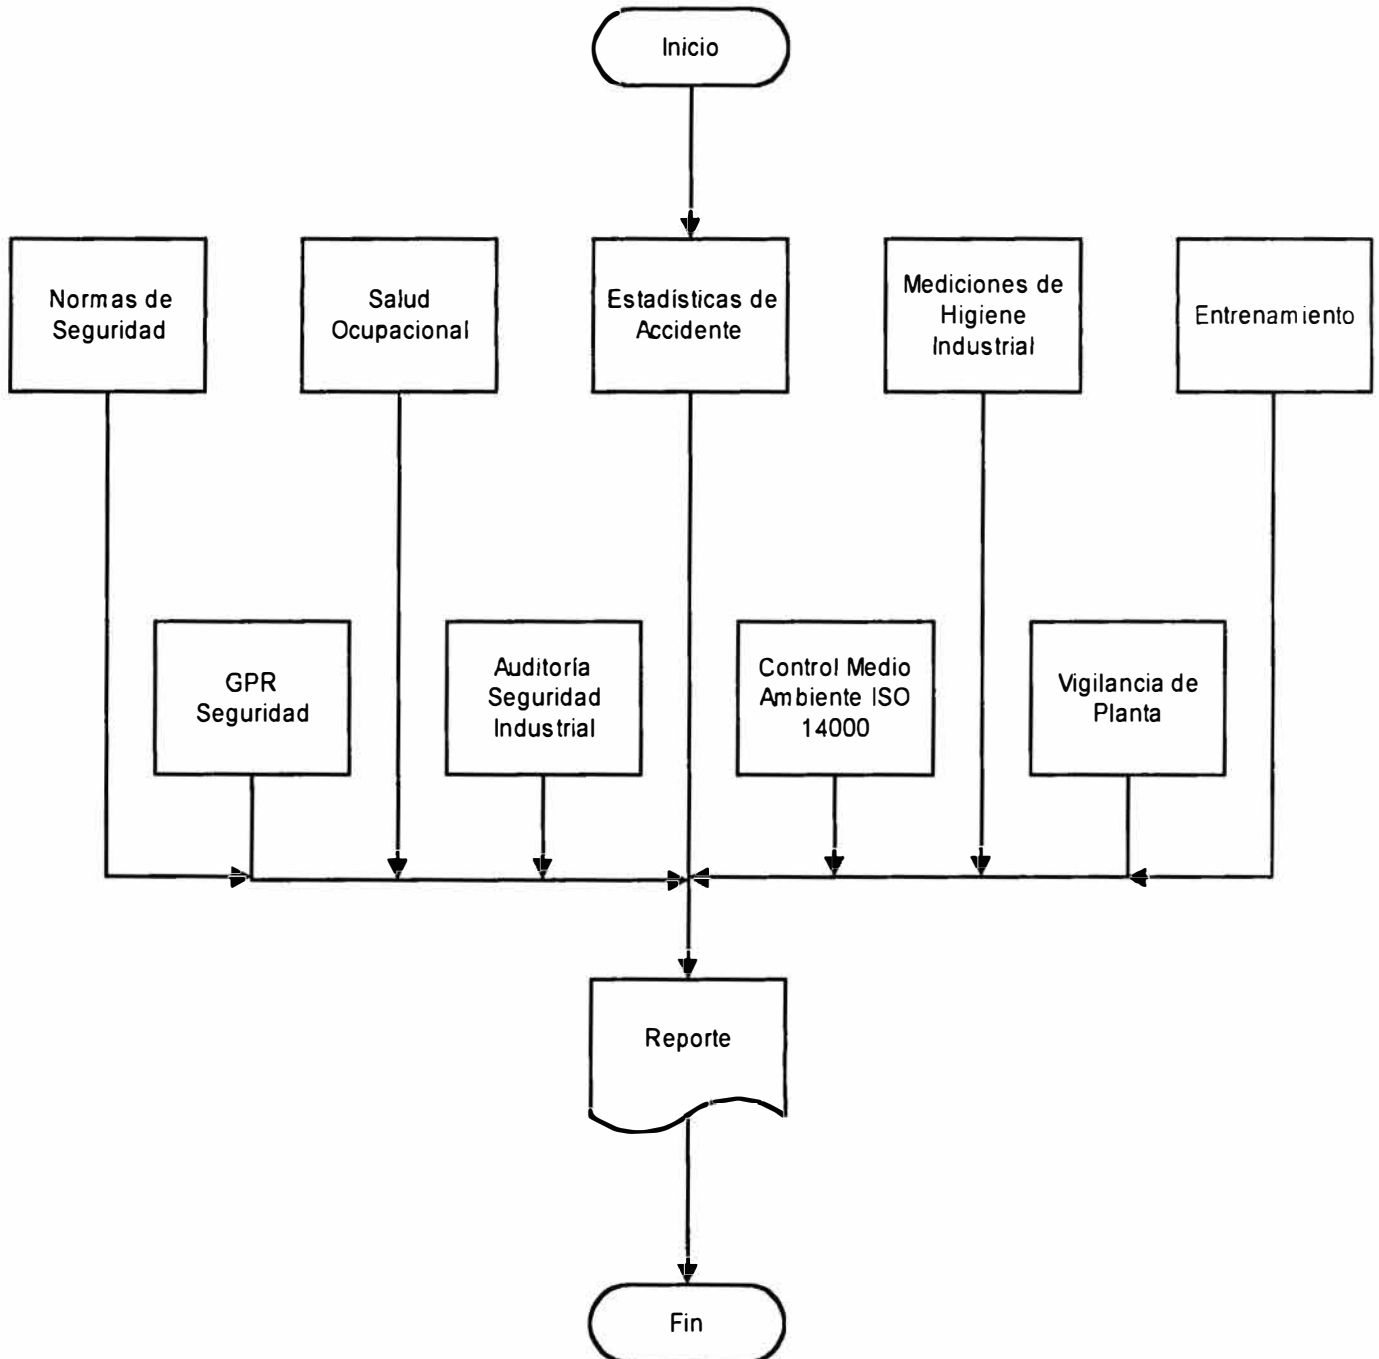 Inicio
Normas de
Seguridad
Salud
Ocupacional
Estadísticas de
Accidente
Mediciones de
Higiene
Industrial
Entrenamiento
GPR
Seguridad
Auditoría
Seguridad
Industrial
Control Medio
Ambiente ISO
14000
Vigilancia de
Planta
Reporte
Fin